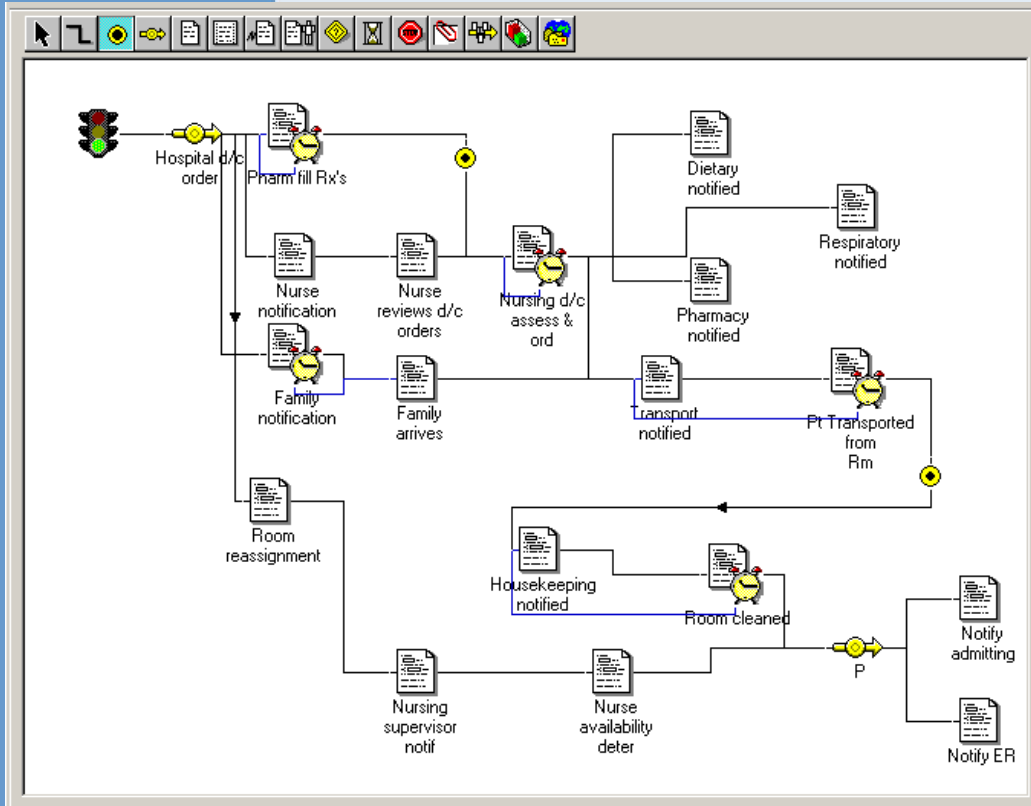 STOP
Hospital d/c
order
Pharm fill Rx's
Dietary
notified
Respiratory
notified
Nurse
notification
Nurse
reviews d/c
orders
Nursing d/c
assess &
ord
Pharmacy
notified
Family
notification
Family
arrives
Transport
notified
Pt Transported
from
Rm
Room
reassignment
Housekeeping
notified
Room cleaned
Notify
admitting
P
Nursing
supervisor
notif
Nurse
availability
deter
Notify ER